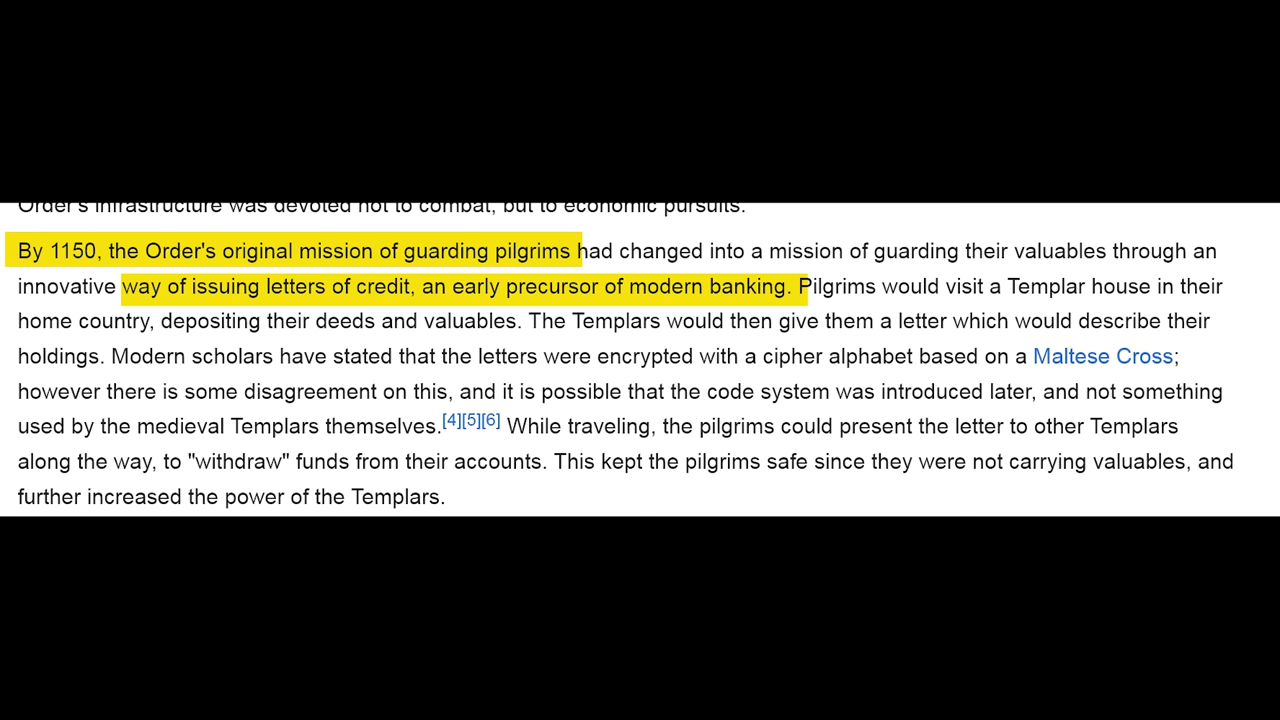 Order's infrastructure was devoted not to combat, but to economic pursuits.
By 1150, the Order's original mission of guarding pilgrims had changed into a mission of guarding their valuables through an
innovative way of issuing letters of credit, an early precursor of modern banking. Pilgrims would visit a Templar house in their
home country, depositing their deeds and valuables. The Templars would then give them a letter which would describe their
holdings. Modern scholars have stated that the letters were encrypted with a cipher alphabet based on a Maltese Cross;
however there is some disagreement on this, and it is possible that the code system was introduced later, and not something
used by the medieval Templars themselves.[4][5][6] While traveling, the pilgrims could present the letter to other Templars
along the way, to "withdraw" funds from their accounts. This kept the pilgrims safe since they were not carrying valuables, and
further increased the power of the Templars.